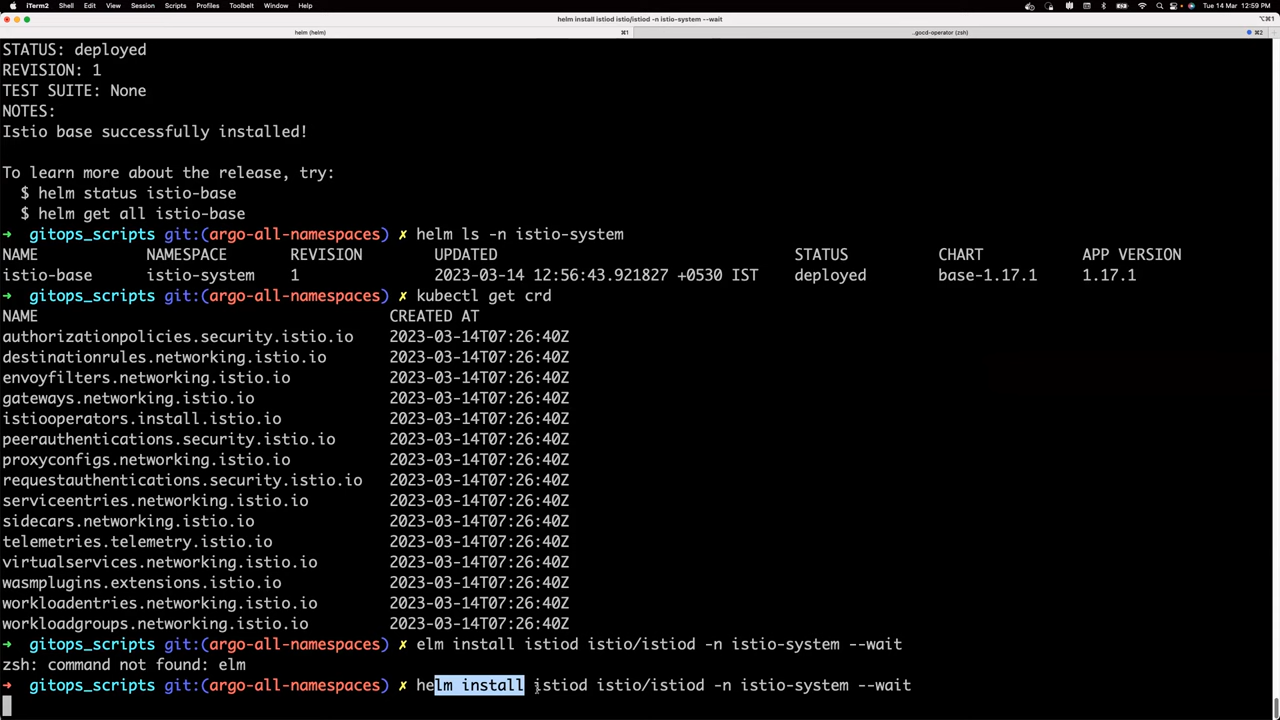 iTerm2 Shell Edit View Session Scripts Profiles Toolbelt Window Help Tue 14 Mar 12:59 PM
helm install istiod istio/istiod -n istio-system --wait
helm (helm) ⌘1 ..gocd-operator (zsh) ⌘2
STATUS: deployed
REVISION: 1
TEST SUITE: None
NOTES:
Istio base successfully installed!
To learn more about the release, try:
$ helm status istio-base
$ helm get all istio-base
→ gitops_scripts git:(argo-all-namespaces) ✗ helm ls -n istio-system
NAME NAMESPACE REVISION UPDATED STATUS CHART APP VERSION
istio-base istio-system 1 2023-03-14 12:56:43.921827 +0530 IST deployed base-1.17.1 1.17.1
→ gitops_scripts git:(argo-all-namespaces) ✗ kubectl get crd
NAME CREATED AT
authorizationpolicies.security.istio.io 2023-03-14T07:26:40Z
destinationrules.networking.istio.io 2023-03-14T07:26:40Z
envoyfilters.networking.istio.io 2023-03-14T07:26:40Z
gateways.networking.istio.io 2023-03-14T07:26:40Z
istiooperators.install.istio.io 2023-03-14T07:26:40Z
peerauthentications.security.istio.io 2023-03-14T07:26:40Z
proxyconfigs.networking.istio.io 2023-03-14T07:26:40Z
requestauthentications.security.istio.io 2023-03-14T07:26:40Z
serviceentries.networking.istio.io 2023-03-14T07:26:40Z
sidecars.networking.istio.io 2023-03-14T07:26:40Z
telemetries.telemetry.istio.io 2023-03-14T07:26:40Z
virtualservices.networking.istio.io 2023-03-14T07:26:40Z
wasmplugins.extensions.istio.io 2023-03-14T07:26:40Z
workloadentries.networking.istio.io 2023-03-14T07:26:40Z
workloadgroups.networking.istio.io 2023-03-14T07:26:40Z
→ gitops_scripts git:(argo-all-namespaces) ✗ elm install istiod istio/istiod -n istio-system --wait
zsh: command not found: elm
→ gitops_scripts git:(argo-all-namespaces) ✗ helm install istiod istio/istiod -n istio-system --wait